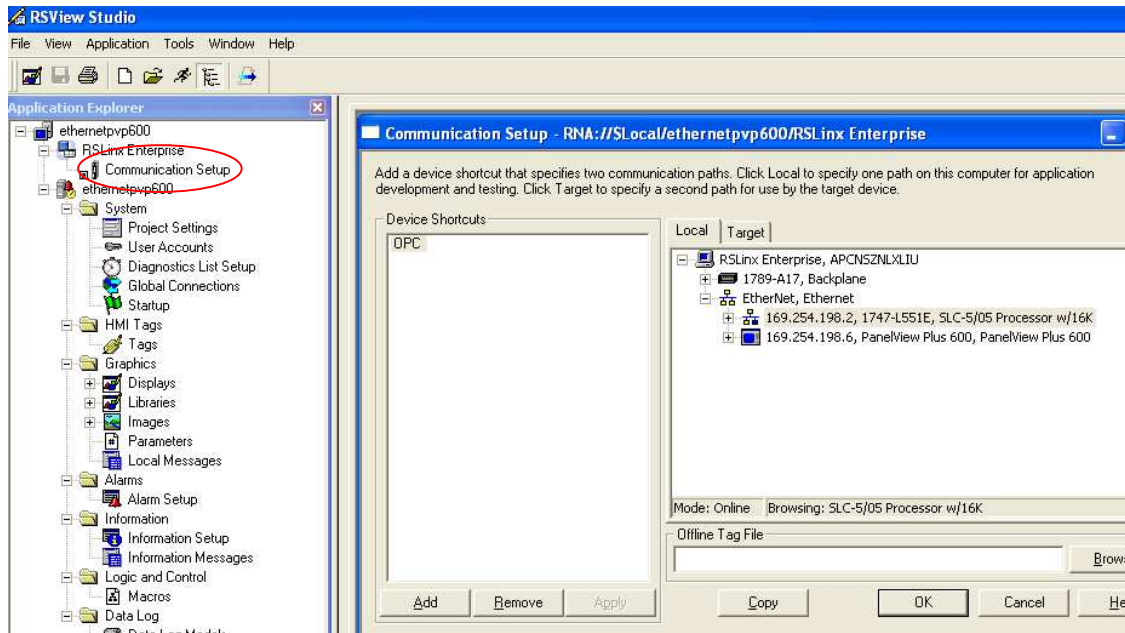 RSView Studio
File View Application Tools Window Help
Application Explorer
ethernetpvp600
RSLinx Enterprise
Communication Setup
ethernetpvp600
System
Project Settings
User Accounts
Diagnostics List Setup
Global Connections
Startup
HMI Tags
Tags
Graphics
Displays
Libraries
Images
Parameters
Local Messages
Alarms
Alarm Setup
Information
Information Setup
Information Messages
Logic and Control
Macros
Data Log
Data Log Models
Communication Setup - RNA://$Local/ethernetpvp600/RSLinx Enterprise
Add a device shortcut that specifies two communication paths. Click Local to specify one path on this computer for application
development and testing. Click Target to specify a second path for use by the target device.
Device Shortcuts
OPC
Add Remove Apply
Local Target
RSLinx Enterprise, APCNSZNLXLIU
1789-A17, Backplane
EtherNet, Ethernet
169.254.198.2, 1747-L551E, SLC-5/05 Processor w/16K
169.254.198.6, PanelView Plus 600, PanelView Plus 600
Mode: Online Browsing: SLC-5/05 Processor w/16K
Offline Tag File
Brows
Copy OK Cancel He